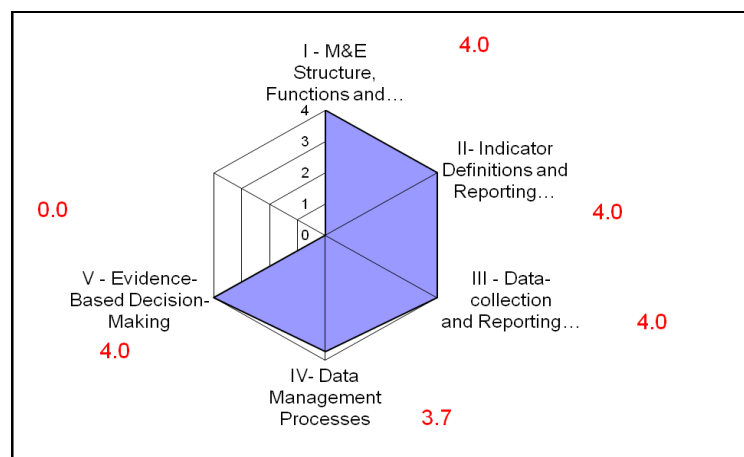 I - M&E
Structure,
Functions and…
4.0
4
3
2
1
0
II- Indicator
Definitions and
Reporting…
4.0
III - Data-
collection
and Reporting…
4.0
IV- Data
Management
Processes
3.7
V - Evidence-
Based Decision-
Making
4.0
0.0